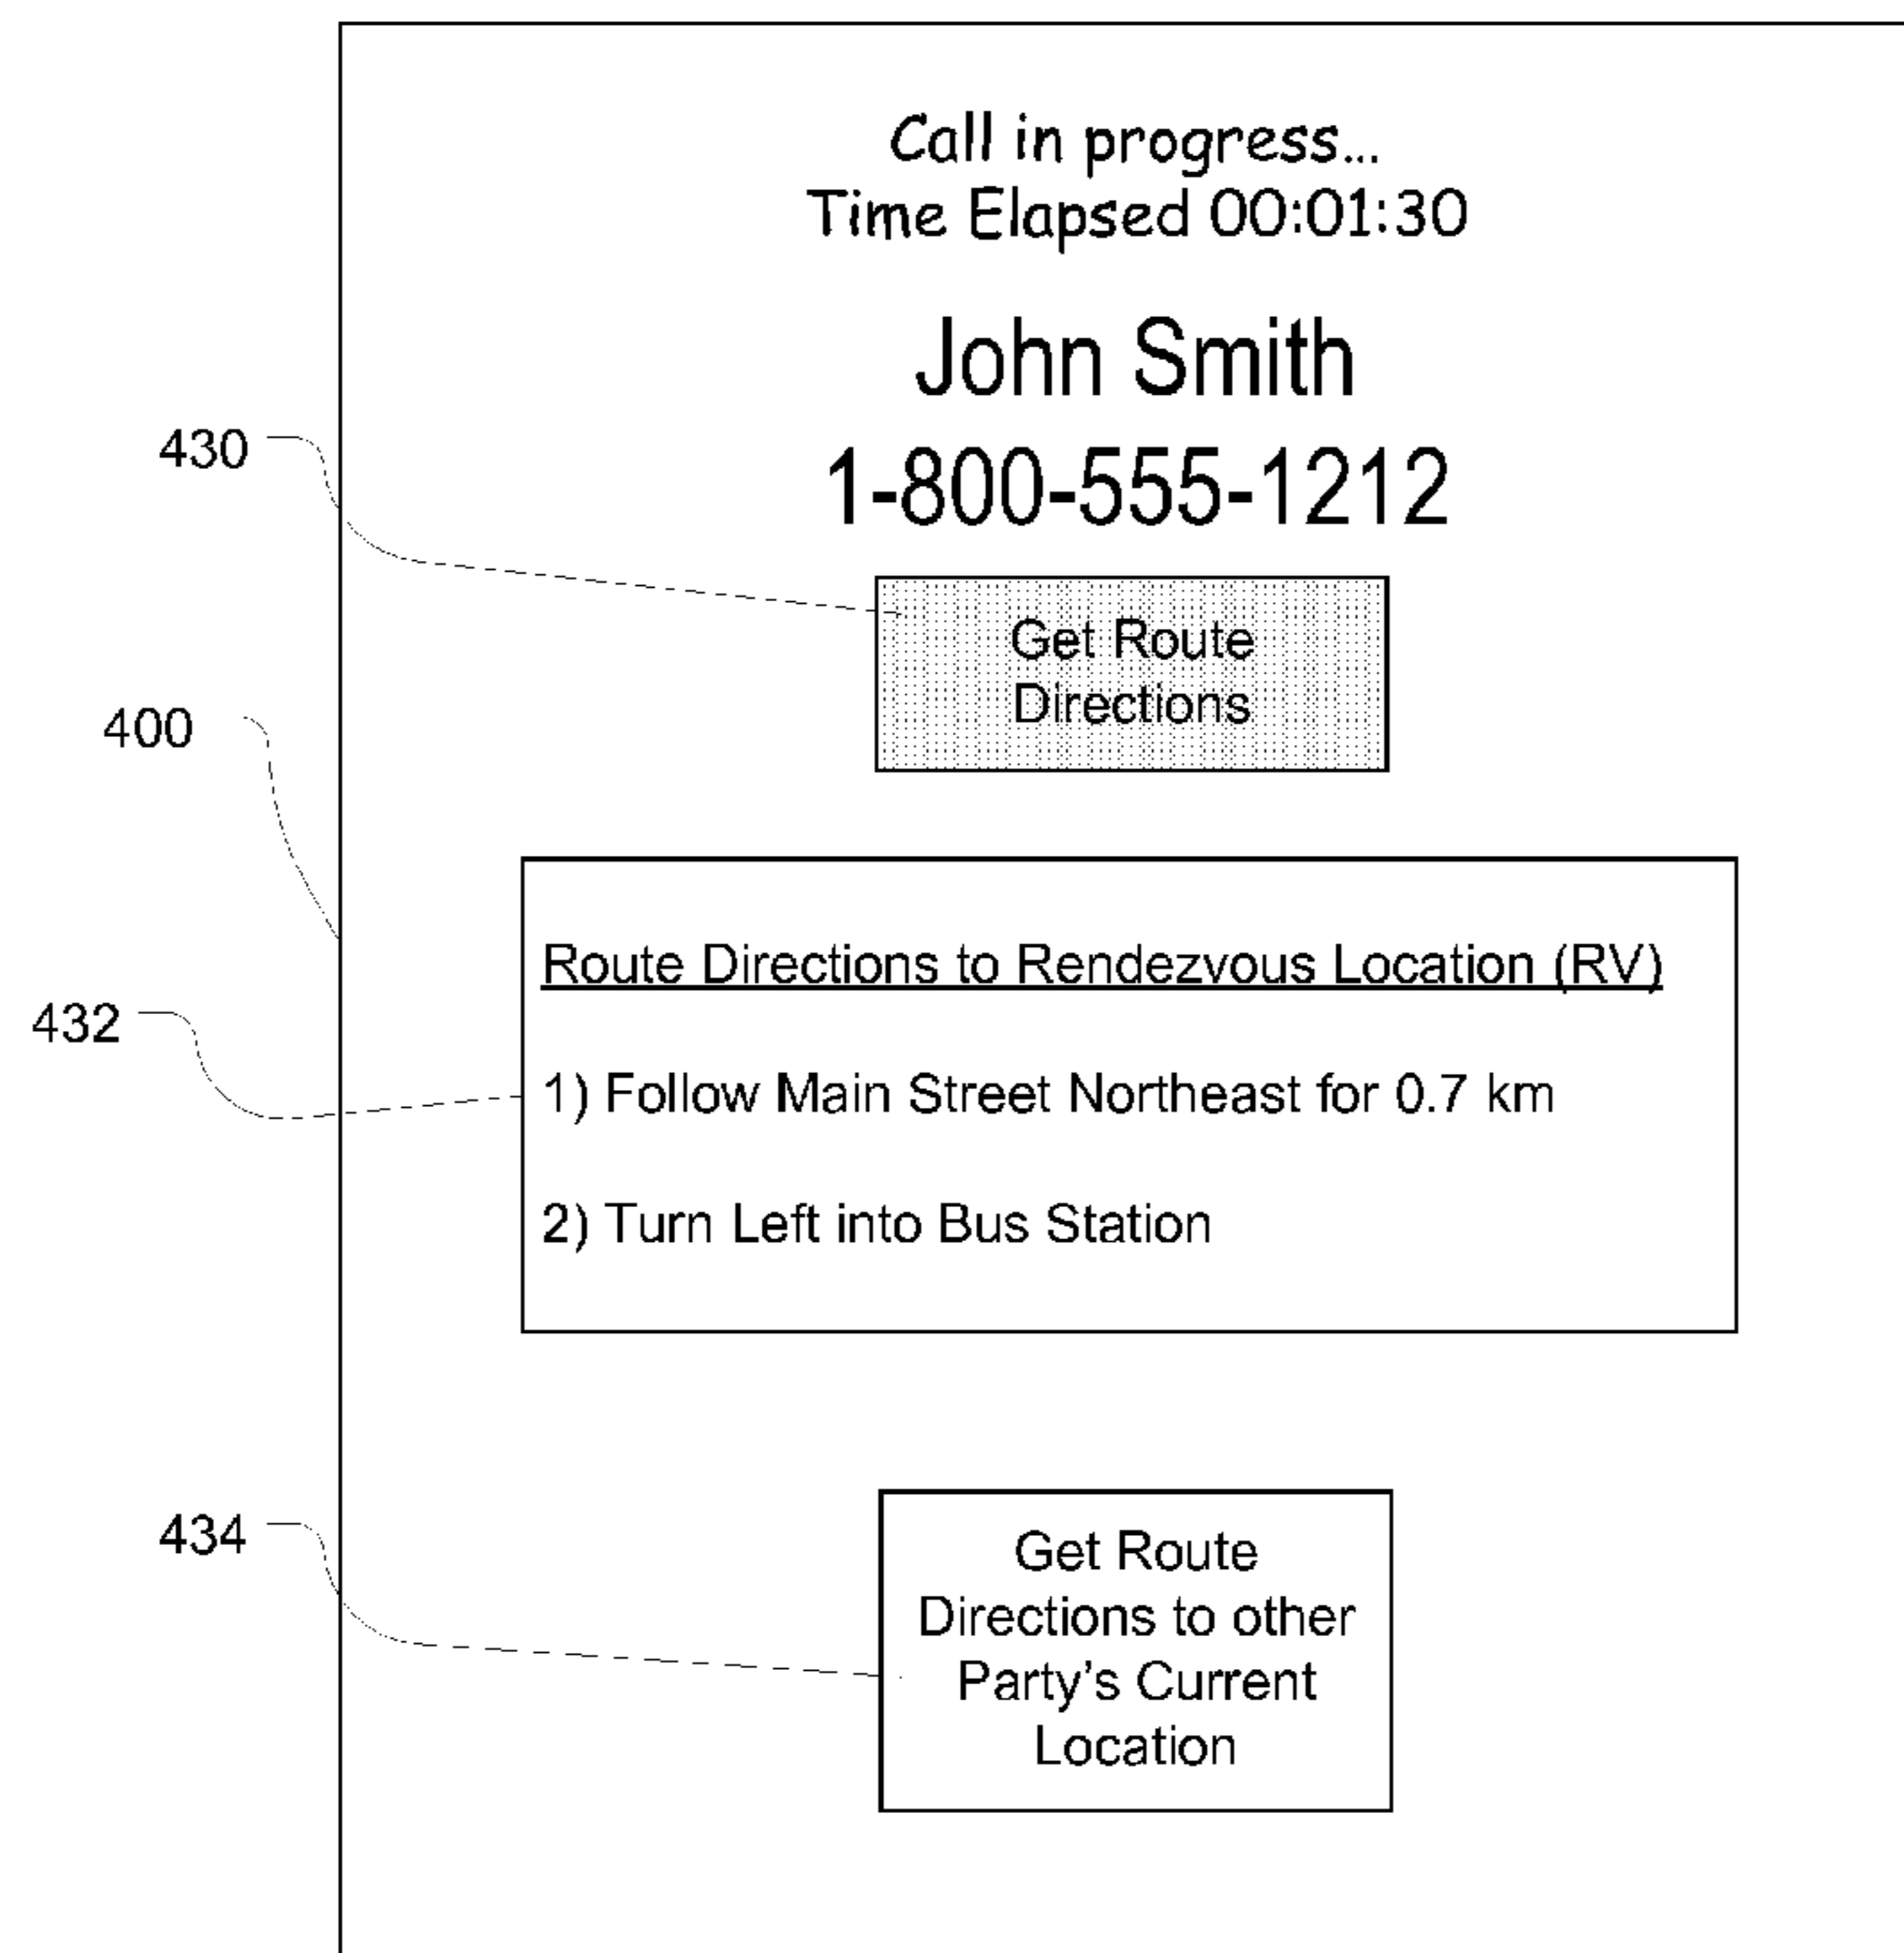 Call in progress...
Time Elapsed 00:01:30
John Smith
430
1-800-555-1212
Get Route
Directions
400
Route Directions to Rendezvous Location (RV)
432
1) Follow Main Street Northeast for 0.7 km
2) Turn Left into Bus Station
434
Get Route
Directions to other
Party's Current
Location